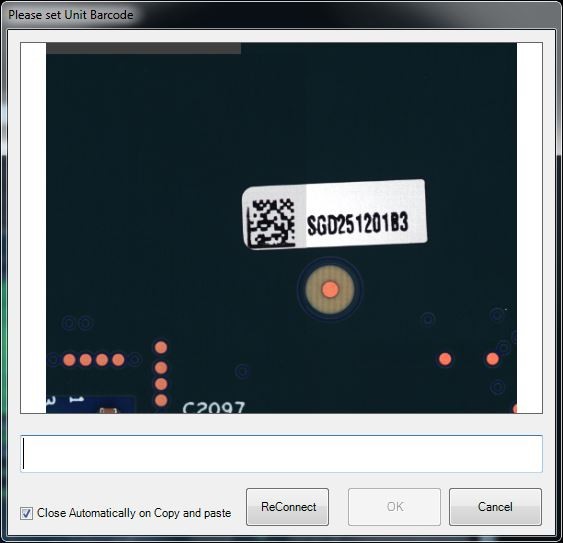 Please set Unit Barcode
SGD251201B3
C2097
Close Automatically on Copy and paste
ReConnect
OK
Cancel